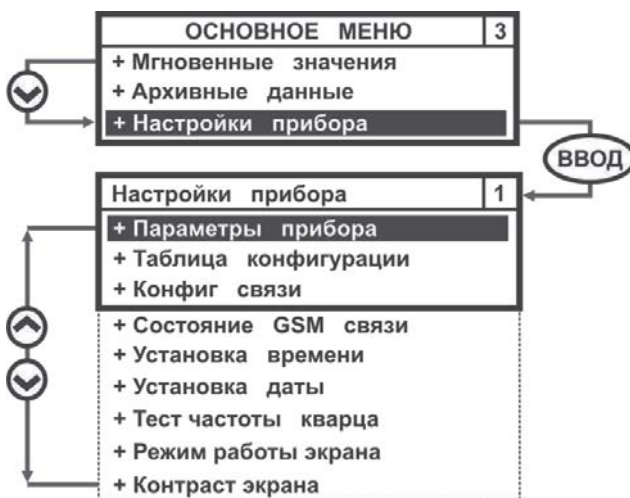 ОСНОВНОЕ МЕНЮ 3
+ Мгновенные значения
+ Архивные данные
+ Настройки прибора
ВВОД
Настройки прибора 1
+ Параметры прибора
+ Таблица конфигурации
+ Конфиг связи
+ Состояние GSM связи
+ Установка времени
+ Установка даты
+ Тест частоты кварца
+ Режим работы экрана
+ Контраст экрана